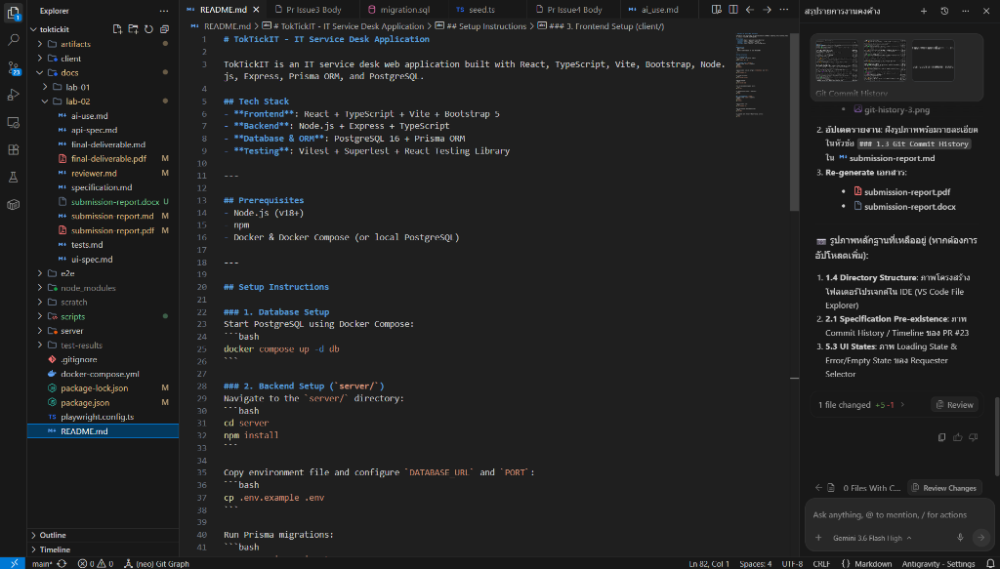 Explorer
README.md
Pr Issue3 Body
migration.sql
TS seed.ts
Pr Issue4 Body
ai_use.md
สรุปรายการงานคงค้าง
README.md > # TokTickIT - IT Service Desk Application > ## Setup Instructions > ### 3. Frontend Setup (client/)
toktickit
artifacts
client
docs
lab-01
lab-02
ai-use.md
api-spec.md
final-deliverable.md
final-deliverable.pdf M
reviewer.md M
specification.md
submission-report.docx U
submission-report.md M
submission-report.pdf M
tests.md
ui-spec.md
e2e
node_modules
scratch
scripts
server
test-results
.gitignore
docker-compose.yml
package-lock.json M
package.json M
TS playwright.config.ts
README.md
Outline
Timeline
1 # TokTickIT - IT Service Desk Application
2
3 TokTickIT is an IT service desk web application built with React, TypeScript, Vite, Bootstrap, Node.
js, Express, Prisma ORM, and PostgreSQL.
4
5 ## Tech Stack
6 - **Frontend**: React + TypeScript + Vite + Bootstrap 5
7 - **Backend**: Node.js + Express + TypeScript
8 - **Database & ORM**: PostgreSQL 16 + Prisma ORM
9 - **Testing**: Vitest + Supertest + React Testing Library
10
11 ---
12
13 ## Prerequisites
14 - Node.js (v18+)
15 - npm
16 - Docker & Docker Compose (or local PostgreSQL)
17
18 ---
19
20 ## Setup Instructions
21
22 ### 1. Database Setup
23 Start PostgreSQL using Docker Compose:
24 ```bash
25 docker compose up -d db
26 ```
27
28 ### 2. Backend Setup (`server/`)
29 Navigate to the `server/` directory:
30 ```bash
31 cd server
32 npm install
33 ```
34
35 Copy environment file and configure `DATABASE_URL` and `PORT`:
36 ```bash
37 cp .env.example .env
38 ```
39
40 Run Prisma migrations:
41 ```bash
Git Commit History
git-history-3.png
2. อัปเดตรายงาน: ฝังรูปภาพพร้อมรายละเอียด
ในหัวข้อ ### 1.3 Git Commit History
ใน submission-report.md
3. Re-generate เอกสาร:
submission-report.pdf
submission-report.docx
รูปภาพหลักฐานที่เหลืออยู่ (หากต้องการ
อัปโหลดเพิ่ม):
1. 1.4 Directory Structure: ภาพโครงสร้าง
โฟลเดอร์โปรเจกต์ใน IDE (VS Code File
Explorer)
2. 2.1 Specification Pre-existence: ภาพ
Commit History / Timeline ของ PR #23
3. 5.3 UI States: ภาพ Loading State &
Error/Empty State ของ Requester
Selector
1 file changed +5 -1 >
Review
0 Files With C...
Review Changes
Ask anything, @ to mention, / for actions
Gemini 3.6 Flash High
23
1
main*
0 0
(neo) Git Graph
Ln 82, Col 1
Spaces: 4
UTF-8
CRLF
{} Markdown
Antigravity - Settings